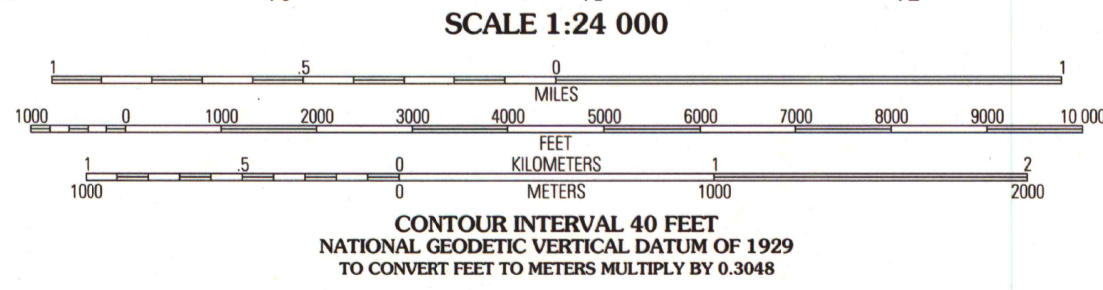 SCALE 1:24 000
1 .5 0 1
MILES
1000 0 1000 2000 3000 4000 5000 6000 7000 8000 9000 10 000
FEET
1 .5 0 KILOMETERS 1 2
1000 0 METERS 1000 2000
CONTOUR INTERVAL 40 FEET
NATIONAL GEODETIC VERTICAL DATUM OF 1929
TO CONVERT FEET TO METERS MULTIPLY BY 0.3048